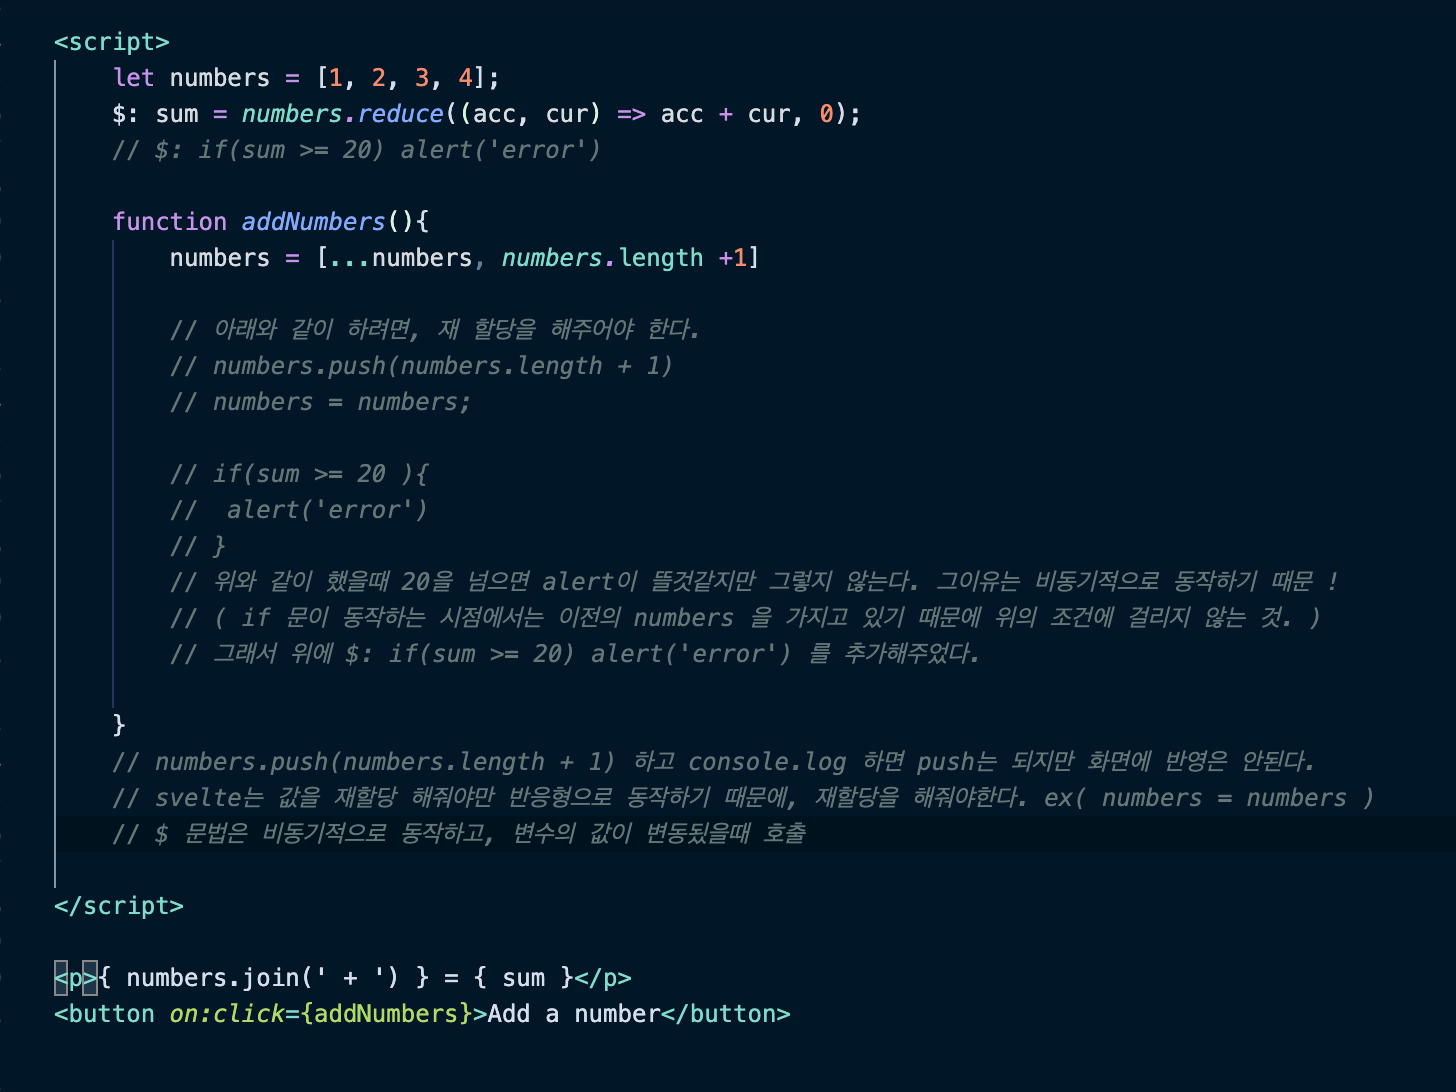 <script>
let numbers = [1, 2, 3, 4];
$: sum = numbers.reduce((acc, cur) => acc + cur, 0);
// $: if(sum >= 20) alert('error')
function addNumbers(){
numbers = [...numbers, numbers.length +1]
// 아래와 같이 하려면, 재 할당을 해주어야 한다.
// numbers.push(numbers.length + 1)
// numbers = numbers;
// if(sum >= 20 ){
//  alert('error')
// }
// 위와 같이 했을때 20을 넘으면 alert이 뜰것같지만 그렇지 않는다. 그이유는 비동기적으로 동작하기 때문 !
// ( if 문이 동작하는 시점에서는 이전의 numbers 을 가지고 있기 때문에 위의 조건에 걸리지 않는 것. )
// 그래서 위에 $: if(sum >= 20) alert('error') 를 추가해주었다.
}
// numbers.push(numbers.length + 1) 하고 console.log 하면 push는 되지만 화면에 반영은 안된다.
// svelte는 값을 재할당 해줘야만 반응형으로 동작하기 때문에, 재할당을 해줘야한다. ex( numbers = numbers )
// $ 문법은 비동기적으로 동작하고, 변수의 값이 변동됬을때 호출
</script>
<p>{ numbers.join(' + ') } = { sum }</p>
<button on:click={addNumbers}>Add a number</button>